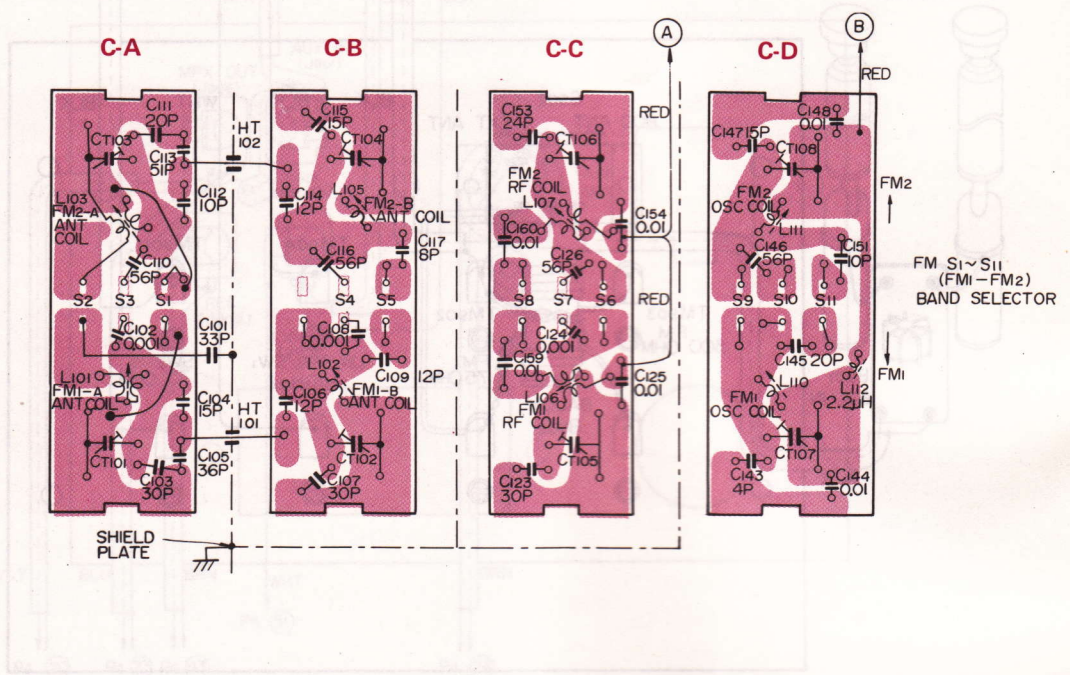 C-A
C-B
C-C
C-D
A
B
RED
RED
RED
C111
20P
CT103
C113
51P
HT
102
C112
10P
L103
FM2-A
ANT
COIL
C110
56P
S2
S3
S1
C102
0.001
C101
33P
L101
FM1-A
ANT COIL
C104
15P
HT
101
CT101
C105
36P
C103
30P
SHIELD
PLATE
C115
15P
CT104
C114
12P
L105
FM2-B
ANT COIL
C117
8P
C116
56P
S4
S5
C108
0.001
L102
C109
12P
C106
12P
FM1-B
ANT COIL
CT102
C107
30P
C153
24P
CT106
FM2
RF COIL
L107
C160
0.01
C154
0.01
C126
56P
S8
S7
S6
C124
0.001
C159
0.01
L106
FM1
RF COIL
C125
0.01
CT105
C123
30P
C148
0.01
C147
15P
CT108
FM2
OSC COIL
L111
C146
56P
C151
10P
S9
S10
S11
C145
20P
L110
L112
2.2μH
FM1
OSC COIL
CT107
C143
4P
C144
0.01
FM2
FM1
FM S1~S11
(FM1-FM2)
BAND SELECTOR